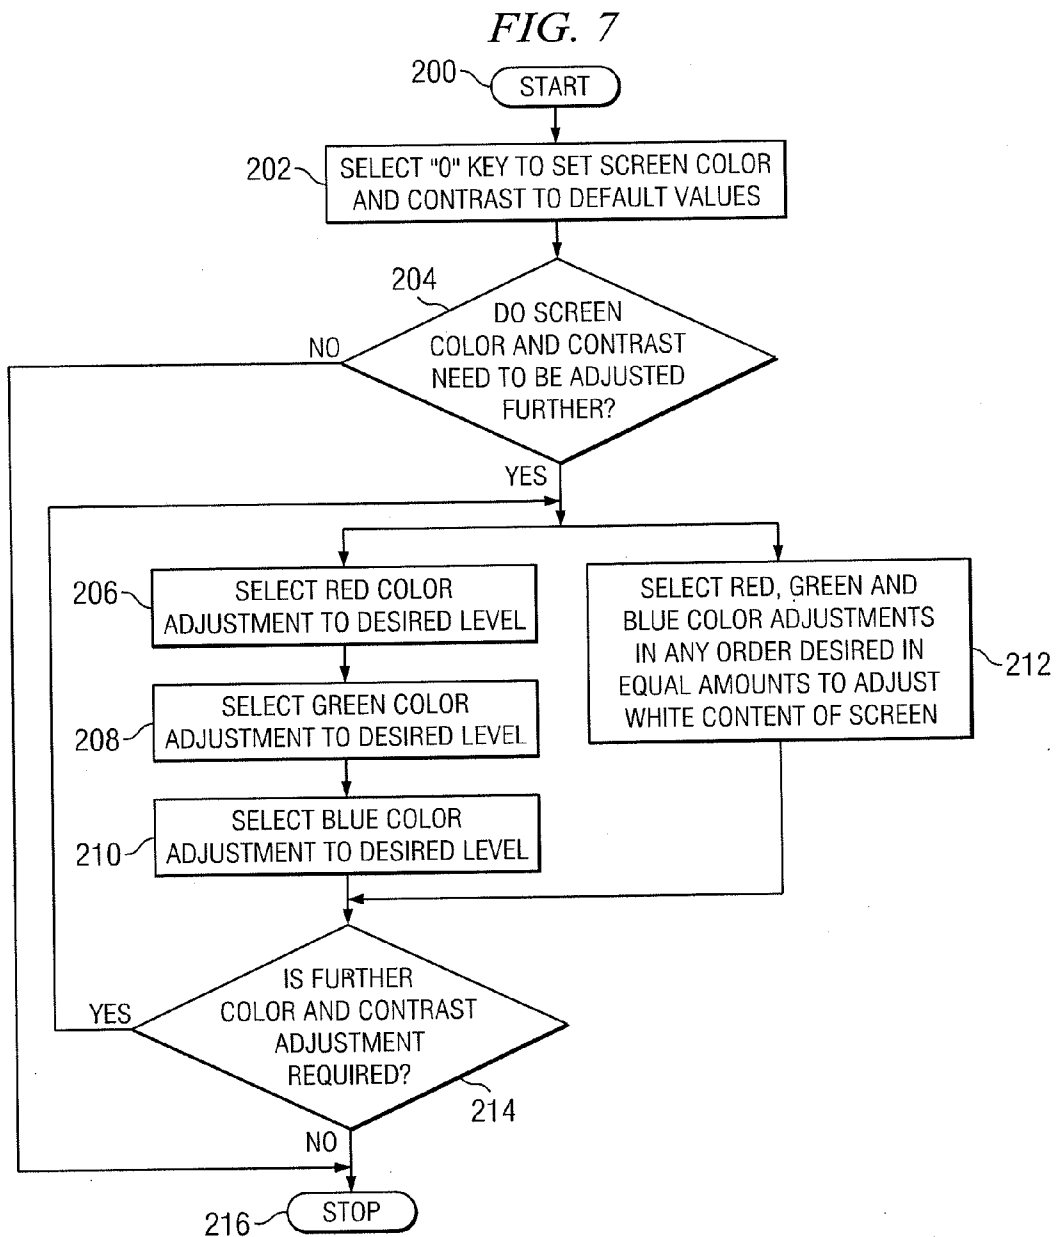 FIG. 7
200
START
202
SELECT "0" KEY TO SET SCREEN COLOR
AND CONTRAST TO DEFAULT VALUES
204
DO SCREEN
COLOR AND CONTRAST
NEED TO BE ADJUSTED
FURTHER?
NO
YES
206
SELECT RED COLOR
ADJUSTMENT TO DESIRED LEVEL
208
SELECT GREEN COLOR
ADJUSTMENT TO DESIRED LEVEL
210
SELECT BLUE COLOR
ADJUSTMENT TO DESIRED LEVEL
SELECT RED, GREEN AND
BLUE COLOR ADJUSTMENTS
IN ANY ORDER DESIRED IN
EQUAL AMOUNTS TO ADJUST
WHITE CONTENT OF SCREEN
212
YES
IS FURTHER
COLOR AND CONTRAST
ADJUSTMENT
REQUIRED?
214
NO
216
STOP